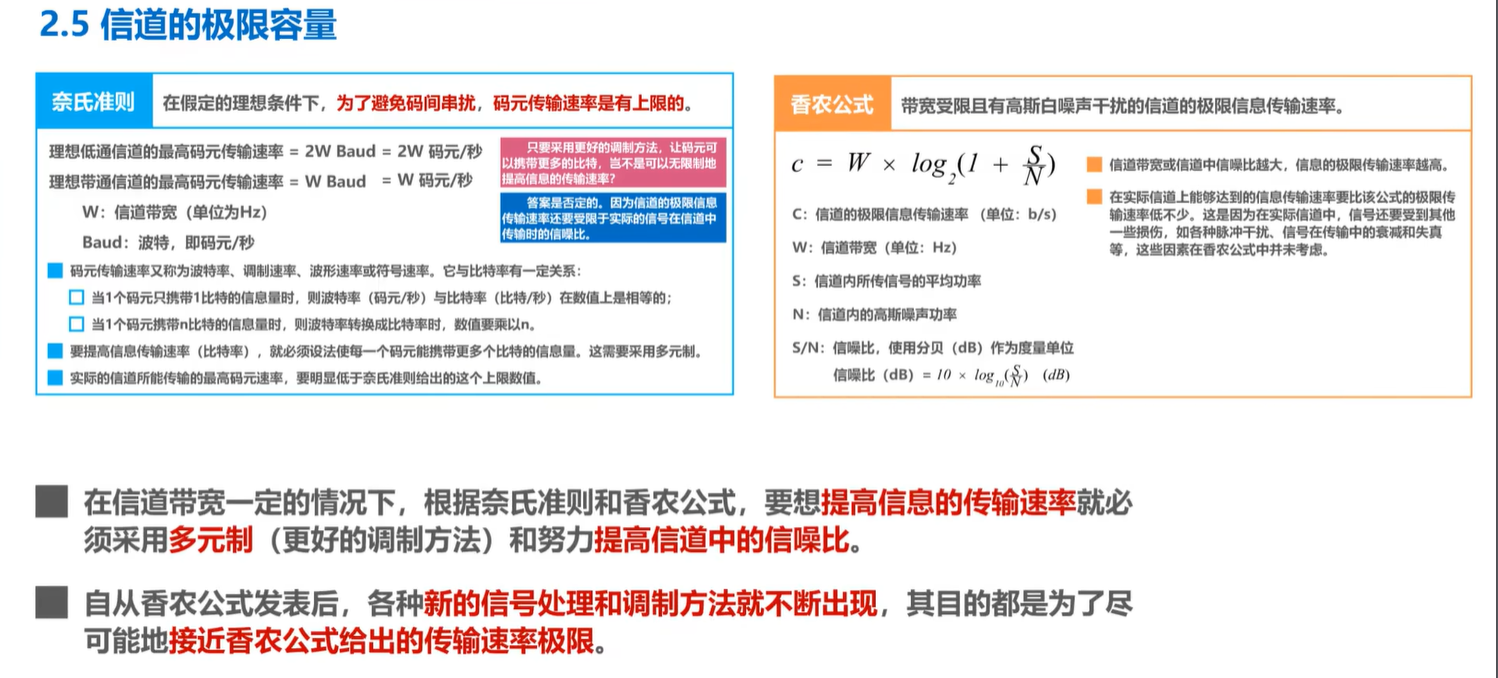 2.5 信道的极限容量
奈氏准则
在假定的理想条件下，为了避免码间串扰，码元传输速率是有上限的。
理想低通信道的最高码元传输速率 = 2W Baud = 2W 码元/秒
理想带通信道的最高码元传输速率 = W Baud = W 码元/秒
W：信道带宽（单位为Hz）
Baud：波特，即码元/秒
只要采用更好的调制方法，让码元可
以携带更多的比特，岂不是可以无限制地
提高信息的传输速率？
答案是否定的。因为信道的极限信息
传输速率还要受限于实际的信号在信道中
传输时的信噪比。
码元传输速率又称为波特率、调制速率、波形速率或符号速率。它与比特率有一定关系：
当1个码元只携带1比特的信息量时，则波特率（码元/秒）与比特率（比特/秒）在数值上是相等的；
当1个码元携带n比特的信息量时，则波特率转换成比特率时，数值要乘以n。
要提高信息传输速率（比特率），就必须设法使每一个码元能携带更多个比特的信息量。这需要采用多元制。
实际的信道所能传输的最高码元速率，要明显低于奈氏准则给出的这个上限数值。
香农公式
带宽受限且有高斯白噪声干扰的信道的极限信息传输速率。
c = W × log₂(1 + S/N)
C：信道的极限信息传输速率 （单位：b/s）
W：信道带宽（单位：Hz）
S：信道内所传信号的平均功率
N：信道内的高斯噪声功率
S/N：信噪比，使用分贝（dB）作为度量单位
信噪比（dB）= 10 × log₁₀(S/N) (dB)
信道带宽或信道中信噪比越大，信息的极限传输速率越高。
在实际信道上能够达到的信息传输速率要比该公式的极限传
输速率低不少。这是因为在实际信道中，信号还要受到其他
一些损伤，如各种脉冲干扰、信号在传输中的衰减和失真
等，这些因素在香农公式中并未考虑。
在信道带宽一定的情况下，根据奈氏准则和香农公式，要想提高信息的传输速率就必
须采用多元制（更好的调制方法）和努力提高信道中的信噪比。
自从香农公式发表后，各种新的信号处理和调制方法就不断出现，其目的都是为了尽
可能地接近香农公式给出的传输速率极限。